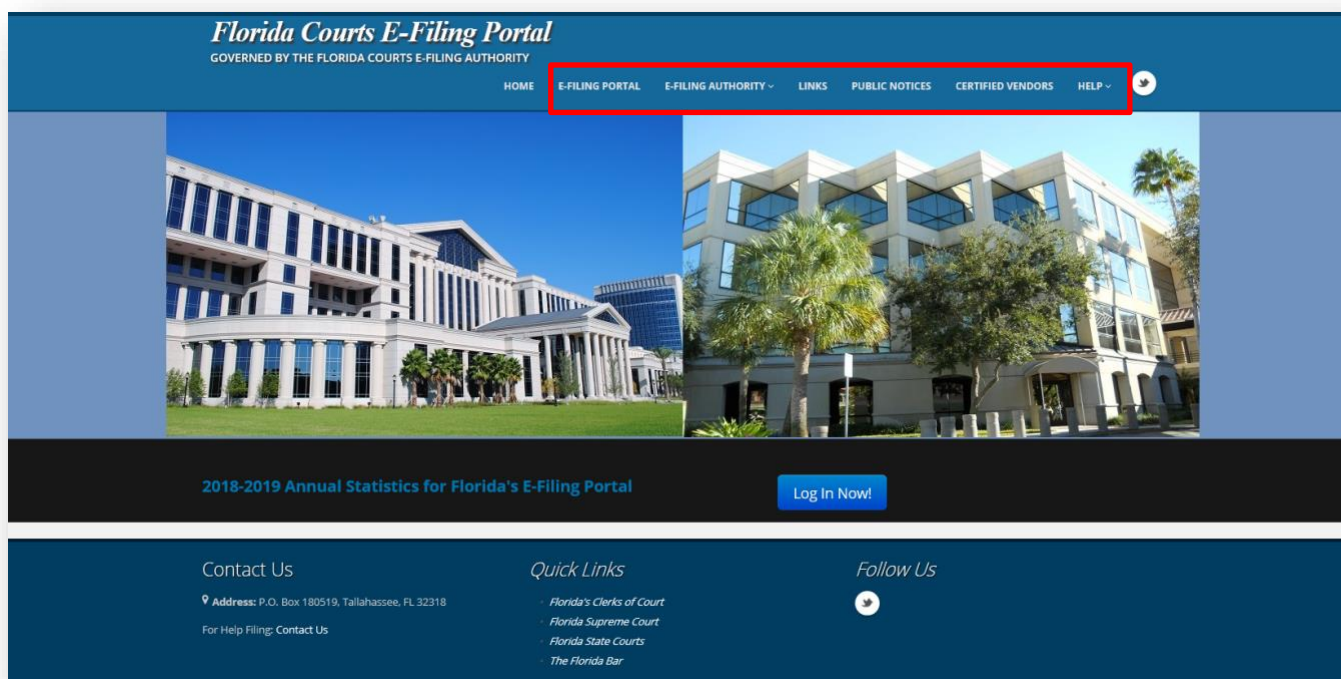 Florida Courts E-Filing Portal
GOVERNED BY THE FLORIDA COURTS E-FILING AUTHORITY
HOME E-FILING PORTAL E-FILING AUTHORITY LINKS PUBLIC NOTICES CERTIFIED VENDORS HELP
2018-2019 Annual Statistics for Florida's E-Filing Portal
Log In Now!
Contact Us
Address: P.O. Box 180519, Tallahassee, FL 32318
For Help Filing: Contact Us
Quick Links
Florida's Clerks of Court
Florida Supreme Court
Florida State Courts
The Florida Bar
Follow Us